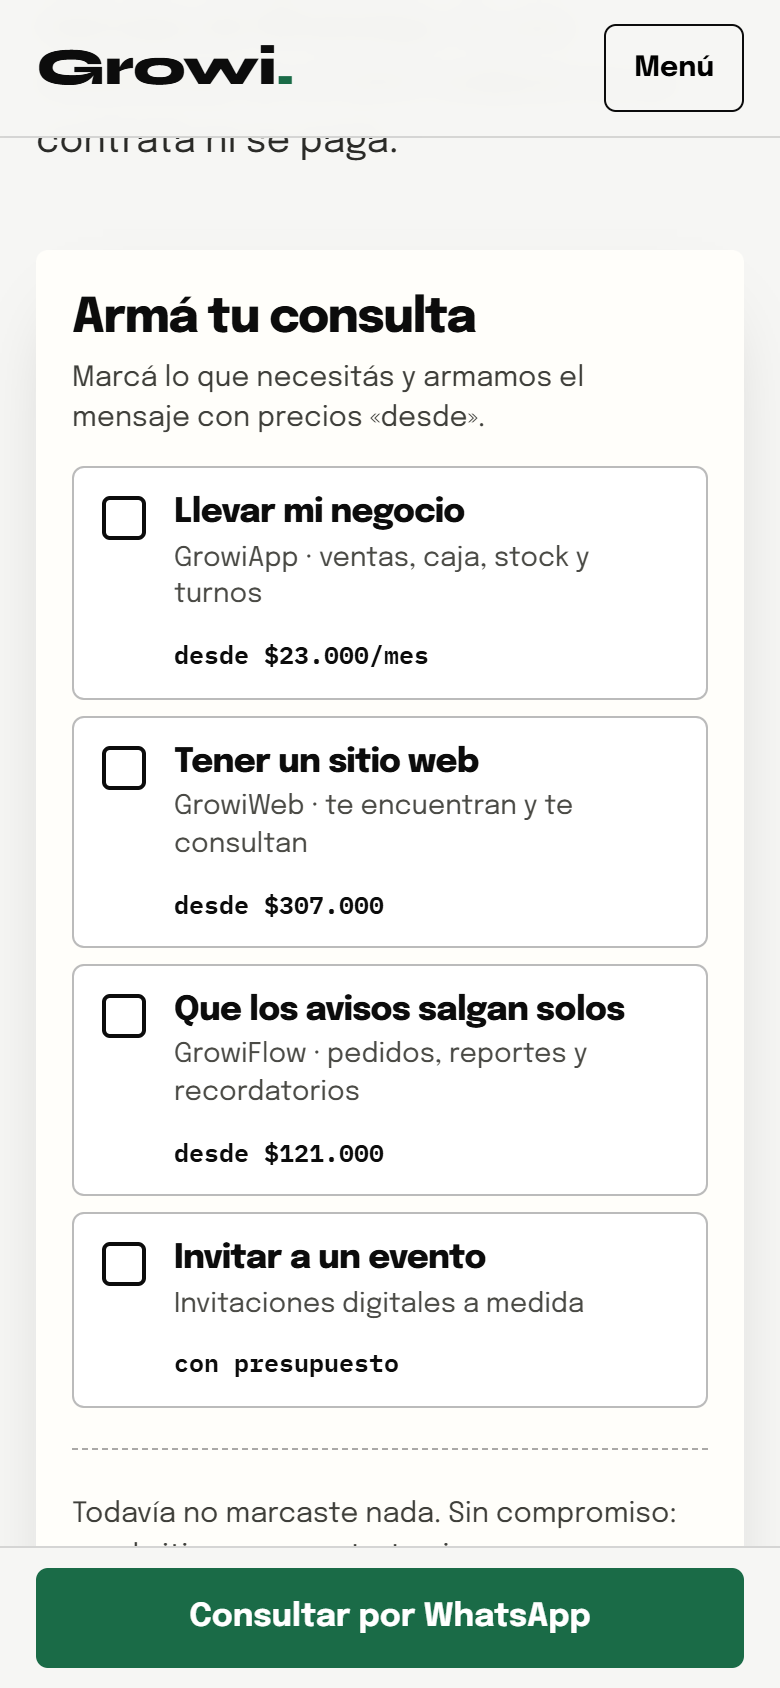 Growi.
Menú
contrata ni se paga.
Armá tu consulta
Marcá lo que necesitás y armamos el
mensaje con precios «desde».
Llevar mi negocio
GrowiApp · ventas, caja, stock y
turnos
desde $23.000/mes
Tener un sitio web
GrowiWeb · te encuentran y te
consultan
desde $307.000
Que los avisos salgan solos
GrowiFlow · pedidos, reportes y
recordatorios
desde $121.000
Invitar a un evento
Invitaciones digitales a medida
con presupuesto
Todavía no marcaste nada. Sin compromiso:
Consultar por WhatsApp